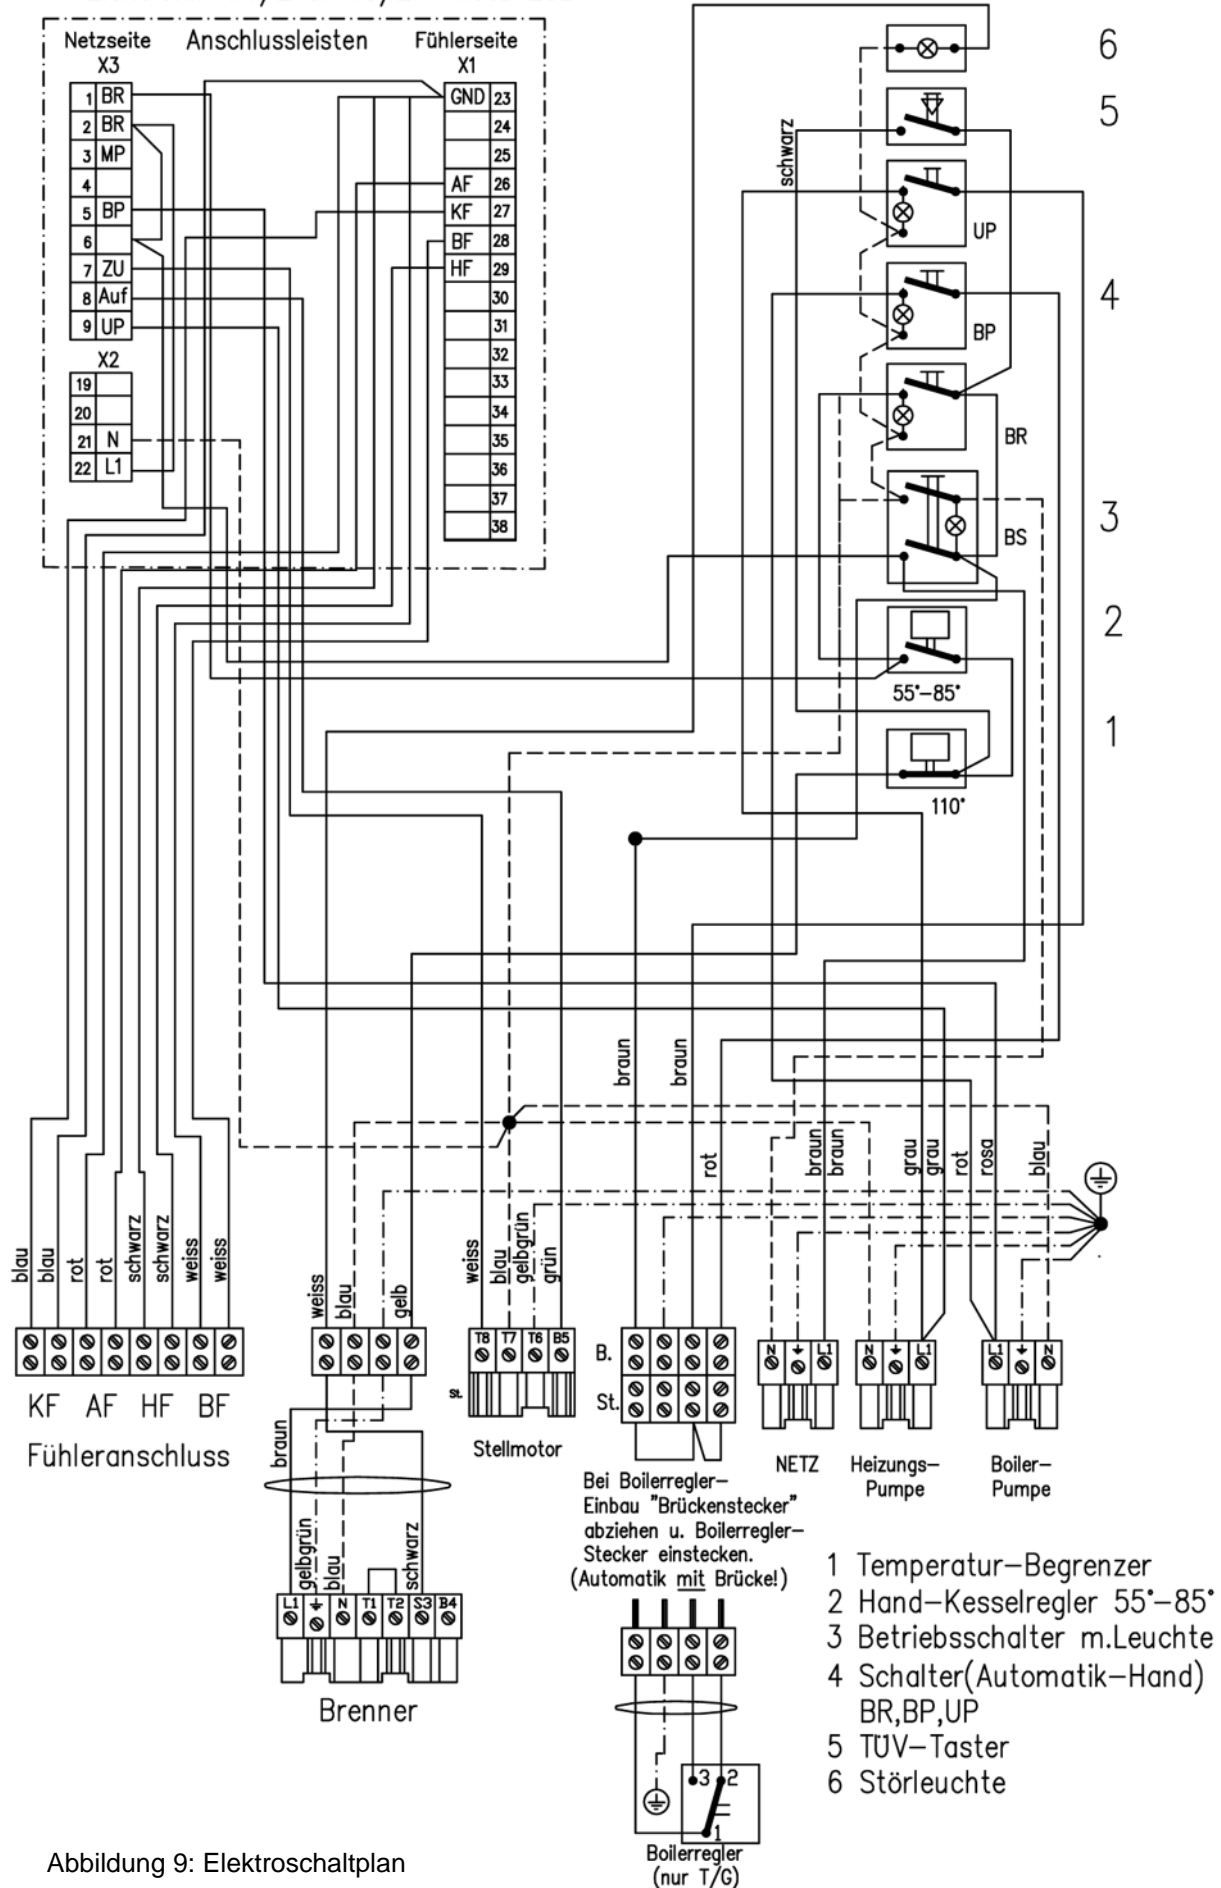 Netzseite Anschlussleisten Fühlerseite
X3 X1
1 BR
2 BR
3 MP
4
5 BP
6
7 ZU
8 Auf
9 UP
X2
19
20
21 N
22 L1
GND 23
24
25
AF 26
KF 27
BF 28
HF 29
30
31
32
33
34
35
36
37
38
schwarz
UP
BP
BR
BS
55°–85°
110°
6
5
4
3
2
1
braun
braun
rot
braun
braun
grau
grau
rot
rosa
blau
blau
blau
rot
rot
schwarz
schwarz
weiss
weiss
weiss
blau
gelb
weiss
blau
gelbgrün
grün
KF AF HF BF
Fühleranschluss
braun
gelbgrün
blau
schwarz
L1 N T1 T2 S3 B4
Brenner
T8 T7 T6 B5
St.
Stellmotor
B.
St.
N L1
NETZ
N L1
Heizungs–
Pumpe
L1 N
Boiler–
Pumpe
Bei Boilerregler–
Einbau "Brückenstecker"
abziehen u. Boilerregler–
Stecker einstecken.
(Automatik mit Brücke!)
3 2
1
Boilerregler
(nur T/G)
1 Temperatur–Begrenzer
2 Hand–Kesselregler 55°–85°
3 Betriebsschalter m.Leuchte
4 Schalter(Automatik–Hand)
BR,BP,UP
5 TÜV–Taster
6 Störleuchte
Abbildung 9: Elektroschaltplan